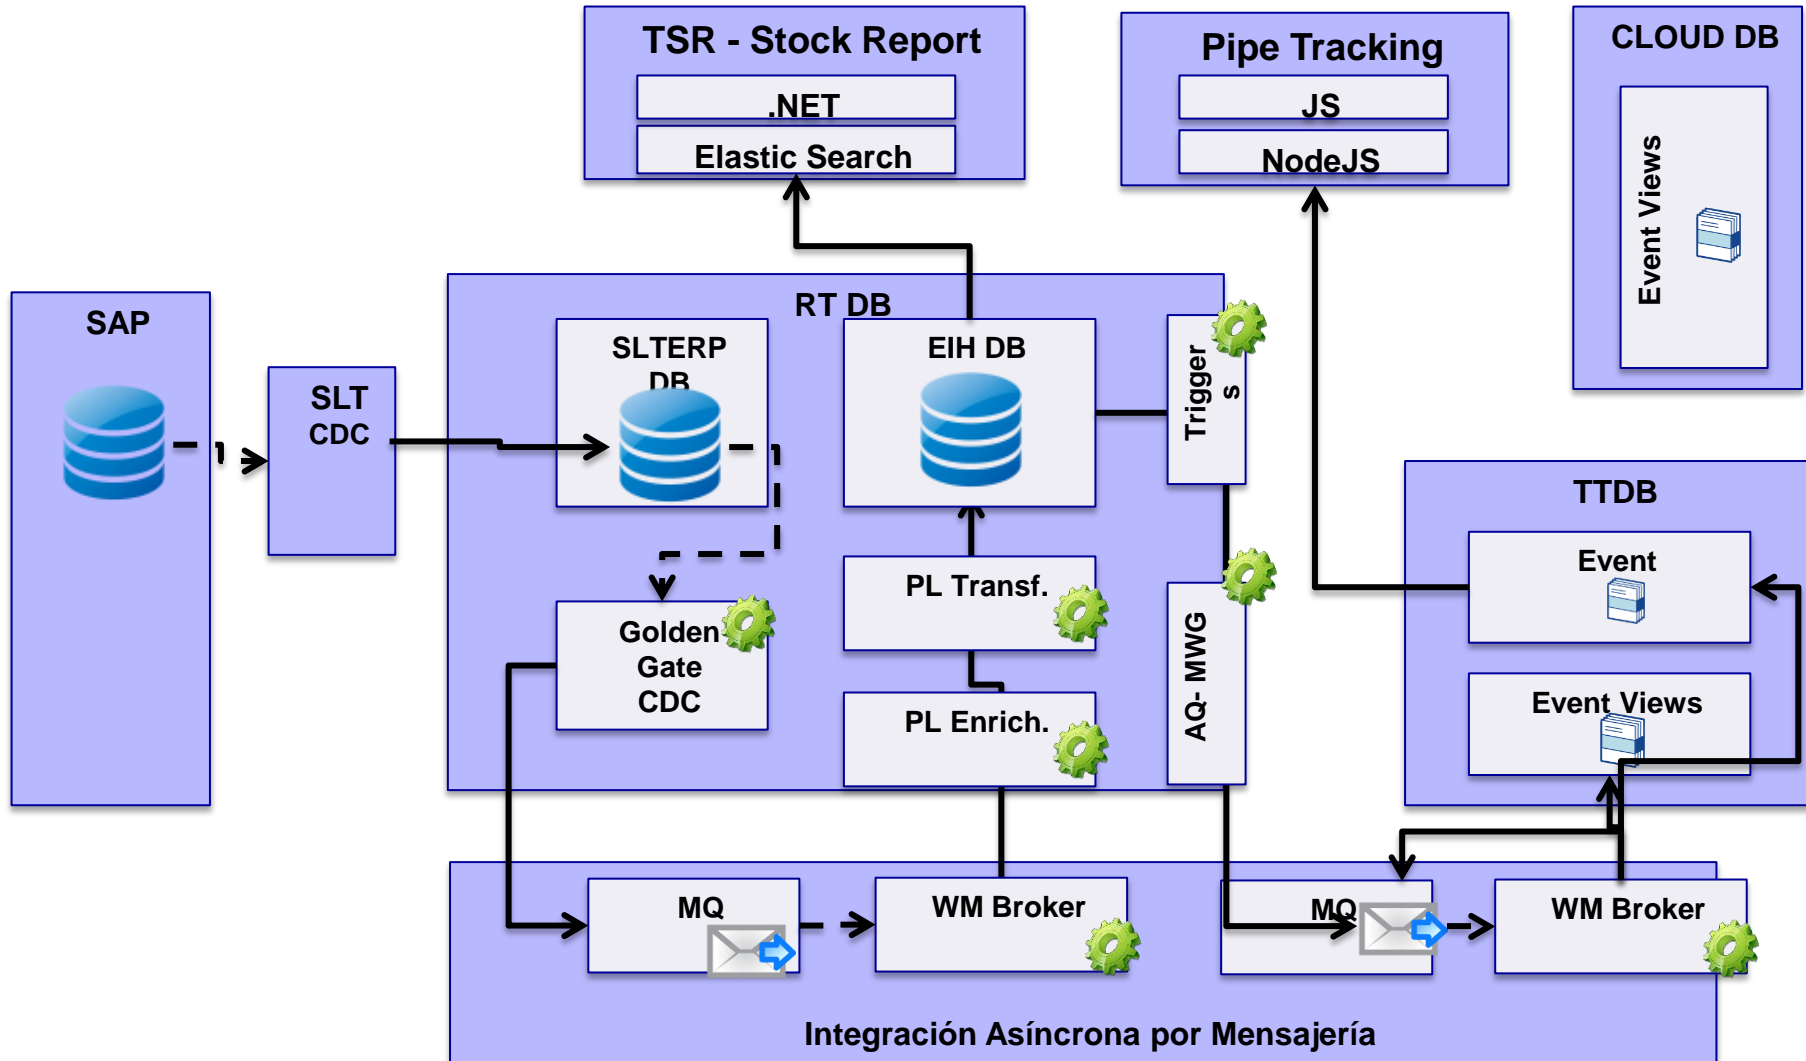 TSR - Stock Report
.NET
Elastic Search
Pipe Tracking
JS
NodeJS
CLOUD DB
Event Views
SAP
SLT
CDC
RT DB
SLTERP
DB
EIH DB
Trigger
s
PL Transf.
Golden
Gate
CDC
PL Enrich.
AQ- MWG
TTDB
Event
Event Views
MQ
WM Broker
MQ
WM Broker
Integración Asíncrona por Mensajería